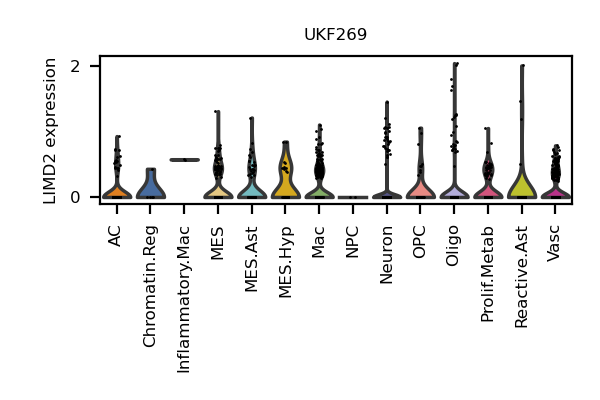 UKF269
LIMD2 expression
2
0
AC
Chromatin.Reg
Inflammatory.Mac
MES
MES.Ast
MES.Hyp
Mac
NPC
Neuron
OPC
Oligo
Prolif.Metab
Reactive.Ast
Vasc